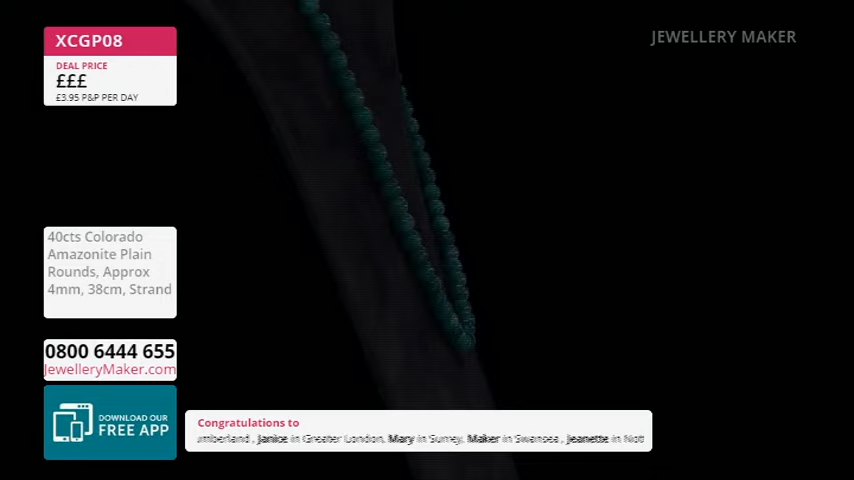 XCGP08
JEWELLERY MAKER
DEAL PRICE
£££
£3.95 P&P PER DAY
40cts Colorado
Amazonite Plain
Rounds, Approx
4mm, 38cm, Strand
0800 6444 655
JewelleryMaker.com
DOWNLOAD OUR
FREE APP
Congratulations to
umberland , Janice in Greater London, Mary in Surrey, Maker in Swansea , Jeanette in Nott